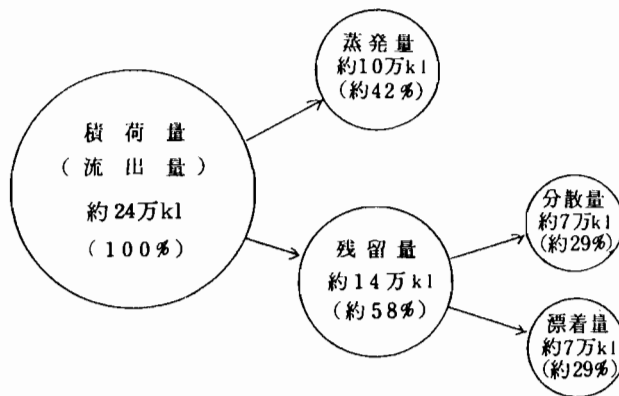 蒸発量
約10万kl
(約42%)
積荷量
(流出量)
約24万kl
(100%)
残留量
約14万kl
(約58%)
分散量
約7万kl
(約29%)
漂着量
約7万kl
(約29%)